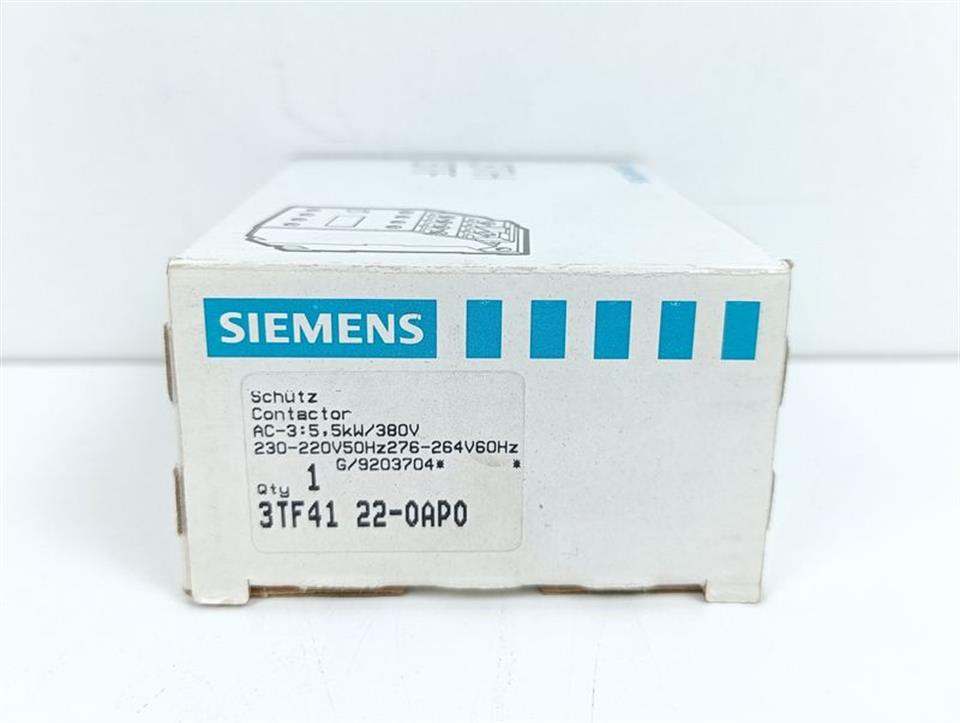 SIEMENS
Schütz
Contactor
AC-3:5,5kW/380V
230-220V50Hz276-264V60Hz
G/9203704* *
Qty 1
3TF41 22-0AP0